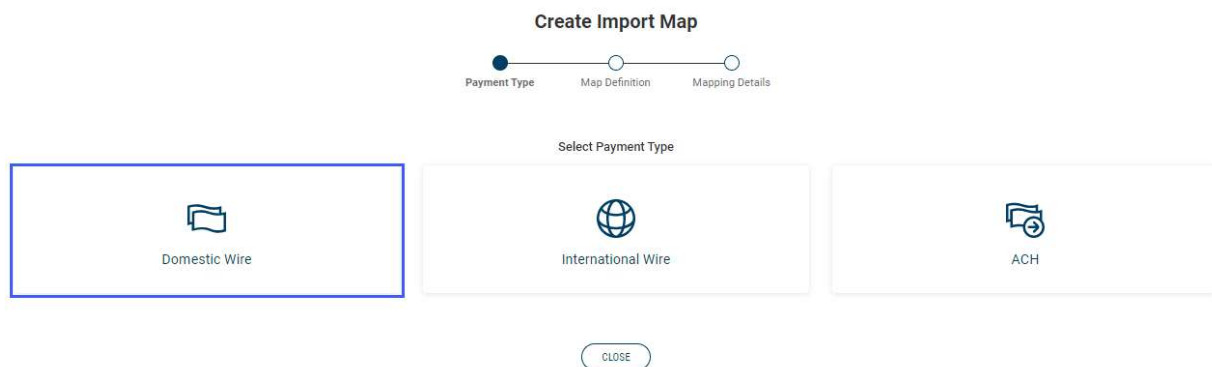 Create Import Map
Payment Type Map Definition Mapping Details
Select Payment Type
Domestic Wire International Wire ACH
CLOSE